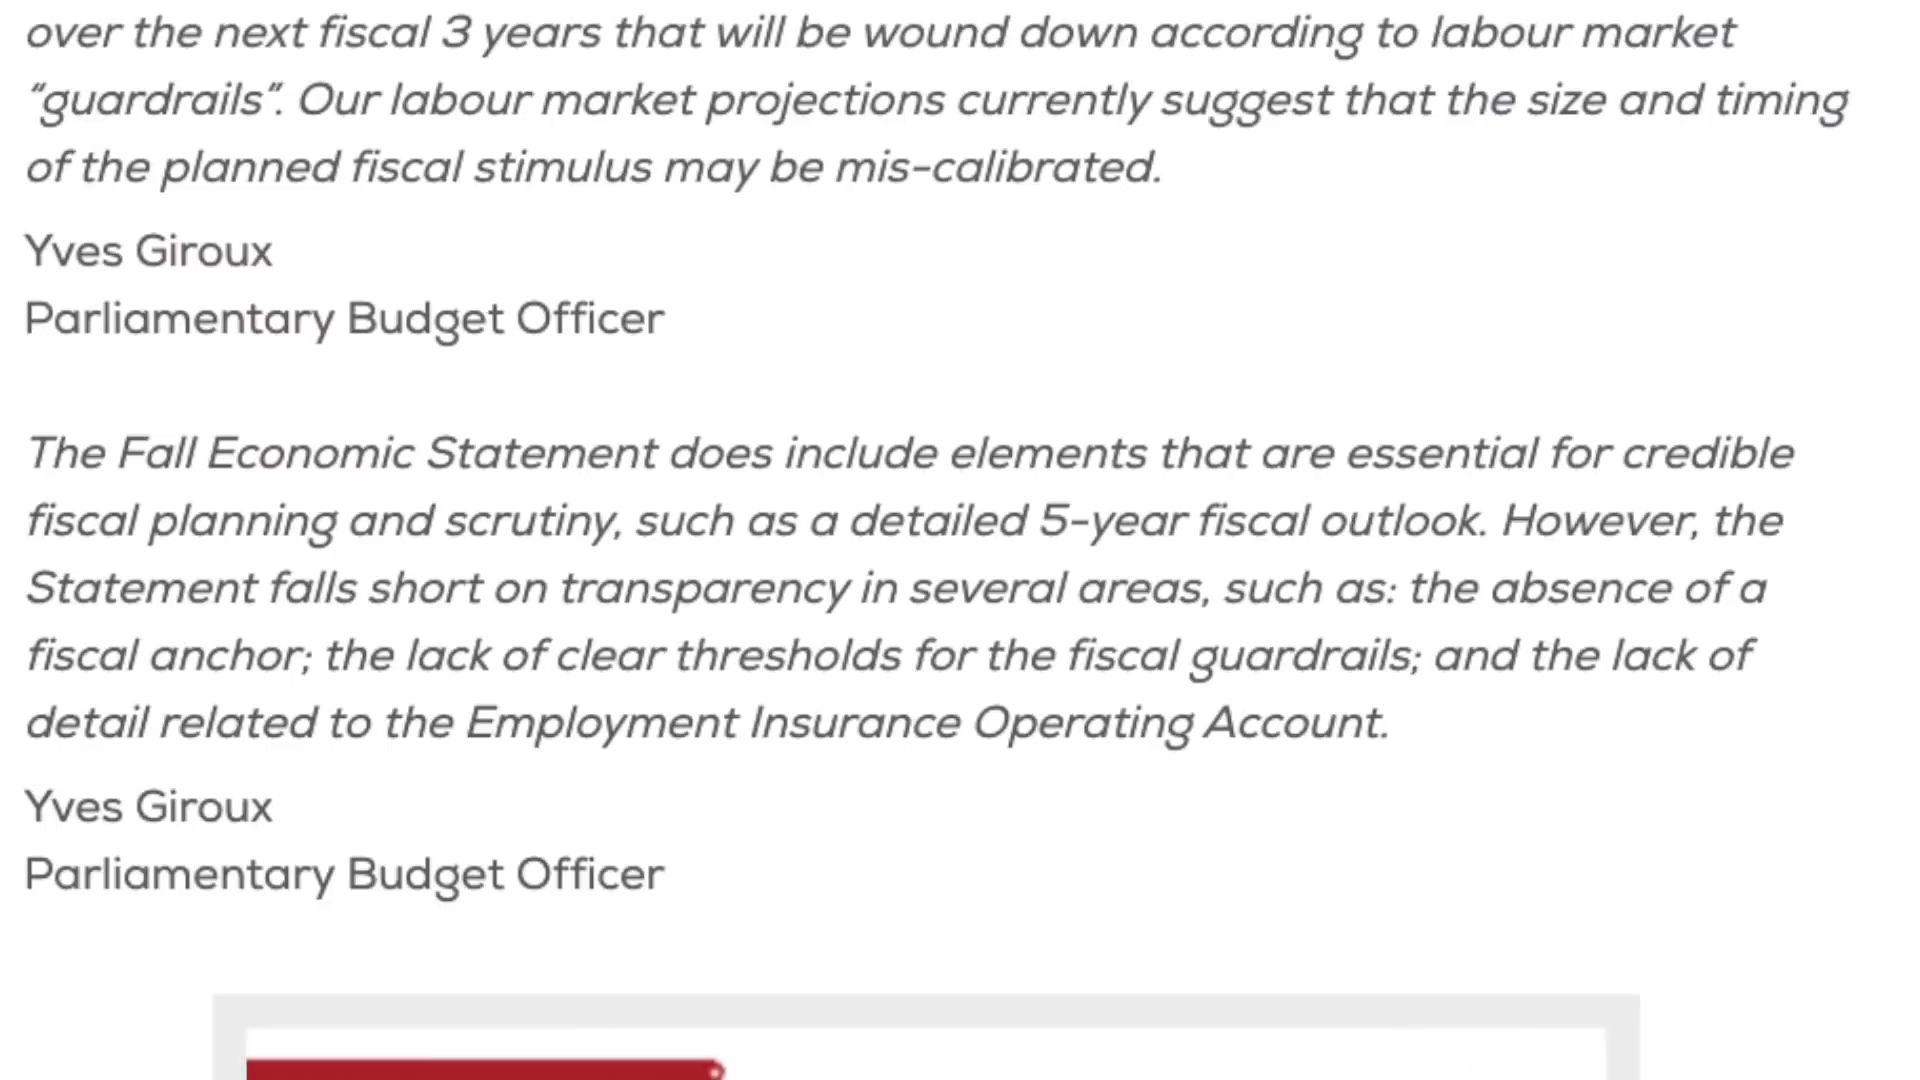 over the next fiscal 3 years that will be wound down according to labour market
“guardrails”. Our labour market projections currently suggest that the size and timing
of the planned fiscal stimulus may be mis-calibrated.
Yves Giroux
Parliamentary Budget Officer
The Fall Economic Statement does include elements that are essential for credible
fiscal planning and scrutiny, such as a detailed 5-year fiscal outlook. However, the
Statement falls short on transparency in several areas, such as: the absence of a
fiscal anchor; the lack of clear thresholds for the fiscal guardrails; and the lack of
detail related to the Employment Insurance Operating Account.
Yves Giroux
Parliamentary Budget Officer